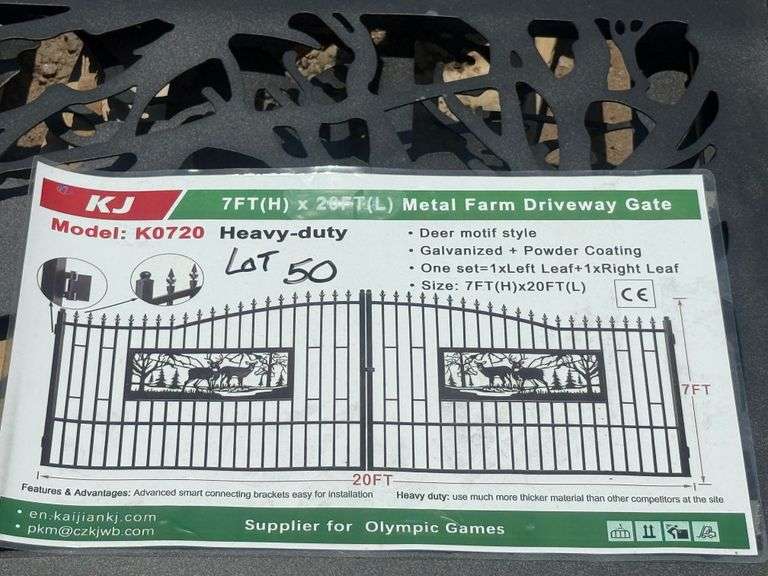 KJ
7FT(H) x 20FT(L) Metal Farm Driveway Gate
Model: K0720 Heavy-duty
LOT 50
• Deer motif style
• Galvanized + Powder Coating
• One set=1xLeft Leaf+1xRight Leaf
• Size: 7FT(H)x20FT(L)
CE
7FT
20FT
Features & Advantages: Advanced smart connecting brackets easy for installation
Heavy duty: use much more thicker material than other competitors at the site
• en.kaijiankj.com
• pkm@czkjwb.com
Supplier for Olympic Games